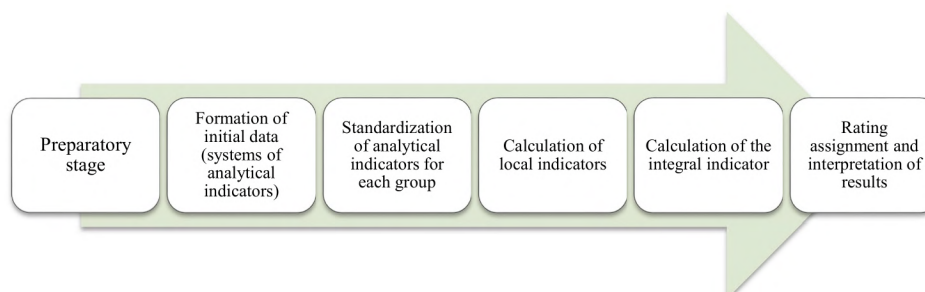 Preparatory
stage
Formation of
initial data
(systems of
analytical
indicators)
Standardization
of analytical
indicators for
each group
Calculation of
local indicators
Calculation of the
integral indicator
Rating
assignment and
interpretation of
results